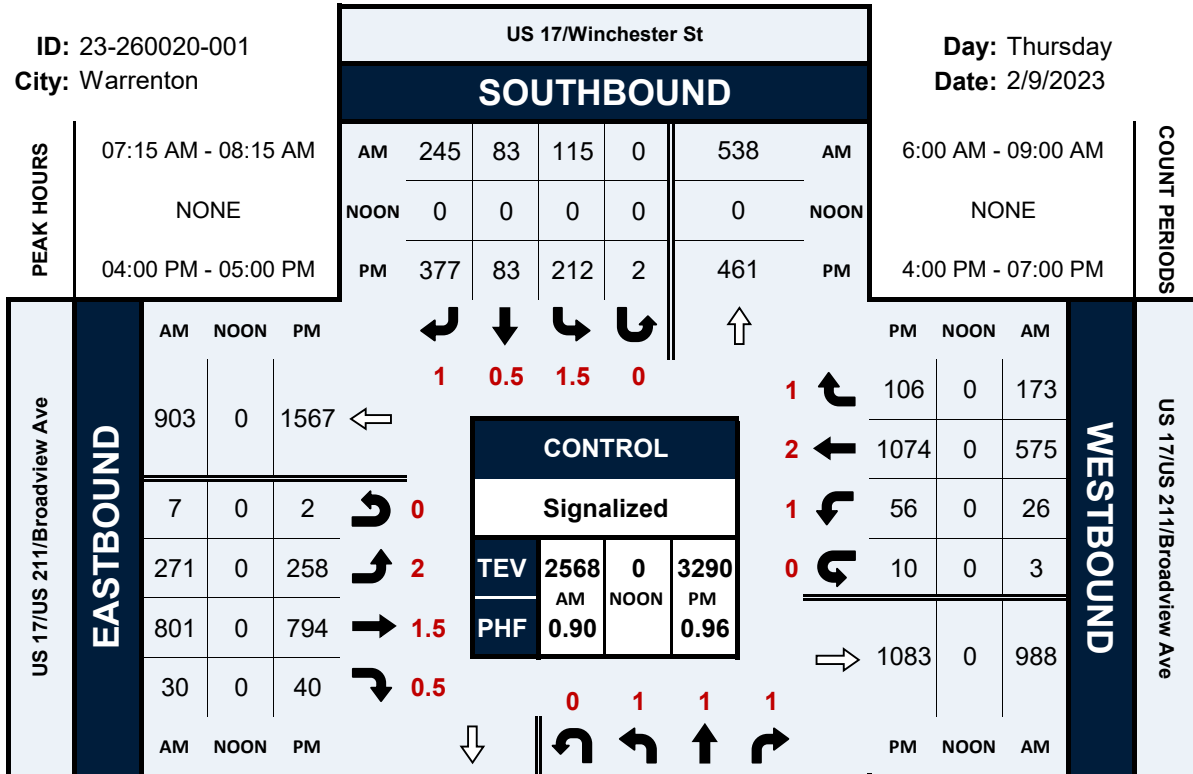 ID: 23-260020-001
City: Warrenton
US 17/Winchester St
SOUTHBOUND
Day: Thursday
Date: 2/9/2023
PEAK HOURS
07:15 AM - 08:15 AM
NONE
04:00 PM - 05:00 PM
AM 245 83 115 0 538 AM
NOON 0 0 0 0 0 NOON
PM 377 83 212 2 461 PM
6:00 AM - 09:00 AM
NONE
4:00 PM - 07:00 PM
COUNT PERIODS
1 0.5 1.5 0
US 17/US 211/Broadview Ave
EASTBOUND
AM NOON PM
903 0 1567
7 0 2 0
271 0 258 2
801 0 794 1.5
30 0 40 0.5
AM NOON PM
CONTROL
Signalized
TEV 2568 0 3290
AM NOON PM
PHF 0.90 0.96
PM NOON AM
1 106 0 173
2 1074 0 575
1 56 0 26
0 10 0 3
1083 0 988
PM NOON AM
WESTBOUND
US 17/US 211/Broadview Ave
0 1 1 1